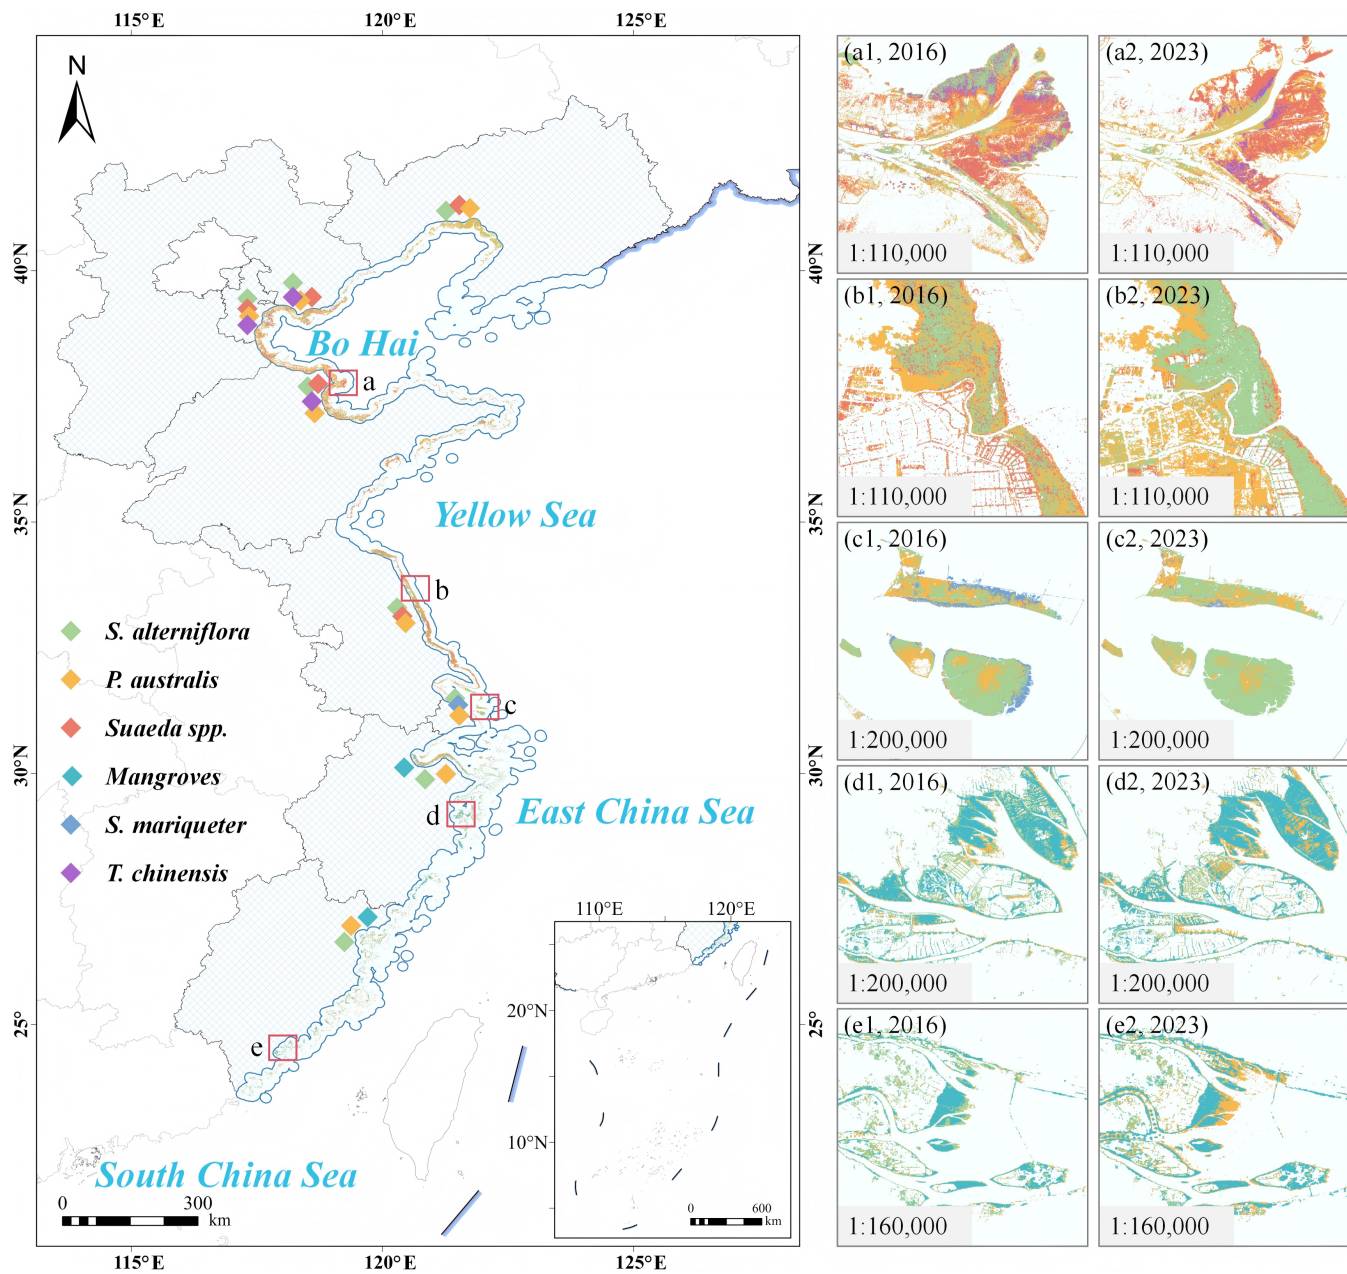 115°E
120°E
125°E
N
40°N
35°N
30°N
25°
40°N
35°N
30°N
25°N
Bo Hai
a
Yellow Sea
b
c
East China Sea
d
e
South China Sea
S. alterniflora
P. australis
Suaeda spp.
Mangroves
S. mariqueter
T. chinensis
0 300
km
110°E
120°E
20°N
10°N
0 600
km
115°E
120°E
125°E
(a1, 2016)
1:110,000
(a2, 2023)
1:110,000
(b1, 2016)
1:110,000
(b2, 2023)
1:110,000
(c1, 2016)
1:200,000
(c2, 2023)
1:200,000
(d1, 2016)
1:200,000
(d2, 2023)
1:200,000
(e1, 2016)
1:160,000
(e2, 2023)
1:160,000